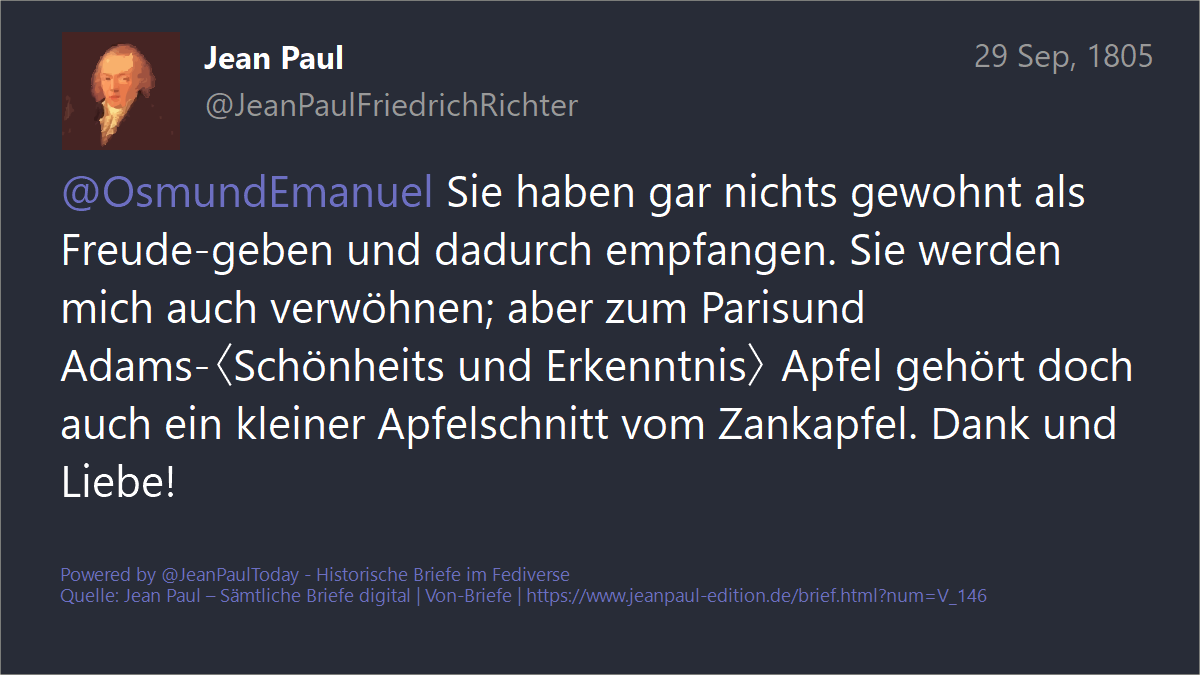 Jean Paul
29 Sep, 1805
@JeanPaulFriedrichRichter
@OsmundEmanuel Sie haben gar nichts gewohnt als
Freude-geben und dadurch empfangen. Sie werden
mich auch verwöhnen; aber zum Parisund
Adams-〈Schönheits und Erkenntnis〉 Apfel gehört doch
auch ein kleiner Apfelschnitt vom Zankapfel. Dank und
Liebe!
Powered by @JeanPaulToday - Historische Briefe im Fediverse
Quelle: Jean Paul – Sämtliche Briefe digital | Von-Briefe | https://www.jeanpaul-edition.de/brief.html?num=V_146